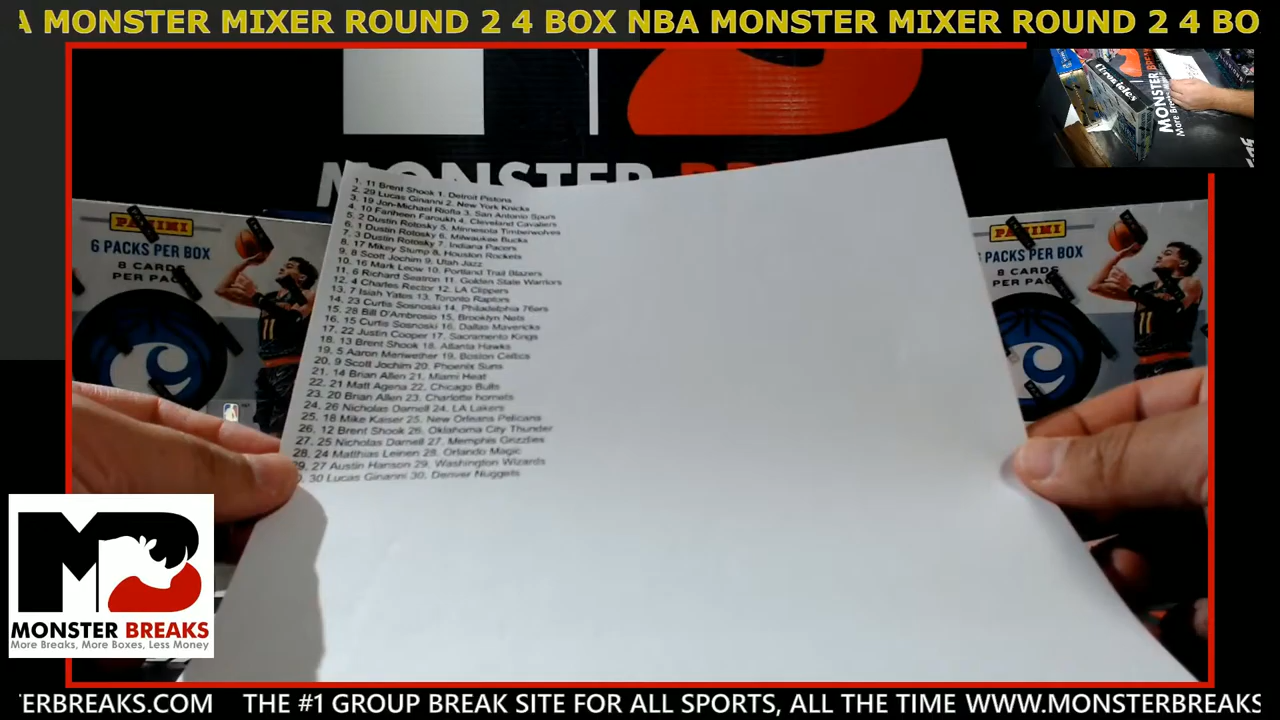 A MONSTER MIXER ROUND 2 4 BOX NBA MONSTER MIXER ROUND 2 4 BO
Chronicles
MONSTER
More Breaks
MONSTER
1. 11 Brent Shook 1. Detroit Pistons
2. 29 Lucas Ginanni 2. New York Knicks
3. 19 Jon-Michael Riofta 3. San Antonio Spurs
4. 10 Fariheen Faroukh 4. Cleveland Cavaliers
5. 2 Dustin Rotosky 5. Minnesota Timberwolves
6. 1 Dustin Rotosky 6. Milwaukee Bucks
7. 3 Dustin Rotosky 7. Indiana Pacers
8. 17 Mikey Stump 8. Houston Rockets
9. 8 Scott Jochim 9. Utah Jazz
10. 16 Mark Leow 10. Portland Trail Blazers
11. 6 Richard Seatron 11. Golden State Warriors
12. 4 Charles Rector 12. LA Clippers
13. 7 Isiah Yates 13. Toronto Raptors
14. 23 Curtis Sosnoski 14. Philadelphia 76ers
15. 28 Bill D'Ambrosio 15. Brooklyn Nets
16. 15 Curtis Sosnoski 16. Dallas Mavericks
17. 22 Justin Cooper 17. Sacramento Kings
18. 13 Brent Shook 18. Atlanta Hawks
19. 5 Aaron Meriwether 19. Boston Celtics
20. 9 Scott Jochim 20. Phoenix Suns
21. 14 Brian Allen 21. Miami Heat
22. 21 Matt Agena 22. Chicago Bulls
23. 20 Brian Allen 23. Charlotte hornets
24. 26 Nicholas Darnell 24. LA Lakers
25. 18 Mike Kaiser 25. New Orleans Pelicans
26. 12 Brent Shook 26. Oklahoma City Thunder
27. 25 Nicholas Darnell 27. Memphis Grizzlies
28. 24 Matthias Leinen 28. Orlando Magic
29. 27 Austin Hanson 29. Washington Wizards
30 Lucas Ginanni 30. Denver Nuggets
PANINI
6 PACKS PER BOX
8 CARDS
PER PACK
11
PANINI
6 PACKS PER BOX
8 CARDS
PER PA
11
MONSTER BREAKS
More Breaks, More Boxes, Less Money
TERBREAKS.COM THE #1 GROUP BREAK SITE FOR ALL SPORTS, ALL THE TIME WWW.MONSTERBREAKS